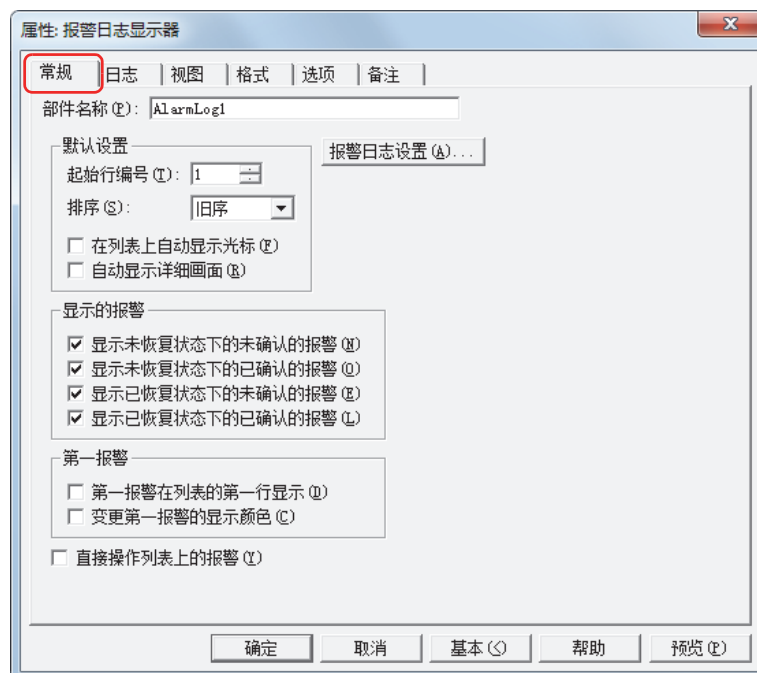 属性: 报警日志显示器
X
常规 日志 视图 格式 选项 备注
部件名称(P): AlarmLog1
默认设置
报警日志设置(A)...
起始行编号(T): 1
排序(S): 旧序
在列表上自动显示光标(F)
自动显示详细画面(R)
显示的报警
显示未恢复状态下的未确认的报警(N)
显示未恢复状态下的已确认的报警(O)
显示已恢复状态下的未确认的报警(E)
显示已恢复状态下的已确认的报警(L)
第一报警
第一报警在列表的第一行显示(D)
变更第一报警的显示颜色(C)
直接操作列表上的报警(Y)
确定 取消 基本(<) 帮助 预览(P)